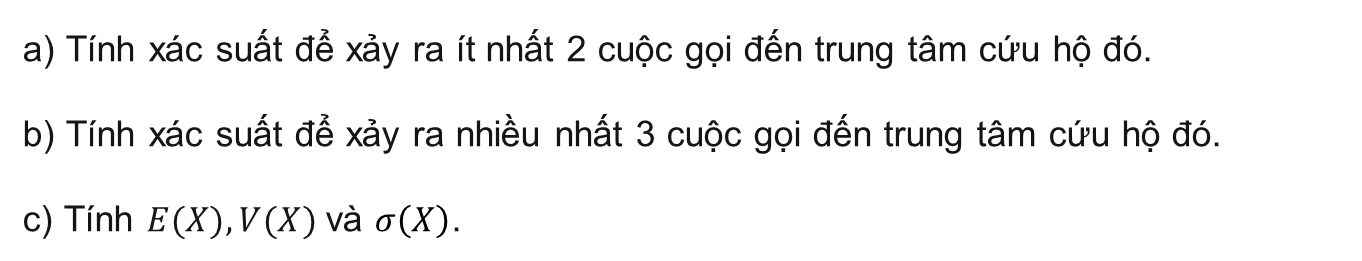 a) Tính xác suất để xảy ra ít nhất 2 cuộc gọi đến trung tâm cứu hộ đó.
b) Tính xác suất để xảy ra nhiều nhất 3 cuộc gọi đến trung tâm cứu hộ đó.
c) Tính E(X),V(X) và σ(X).